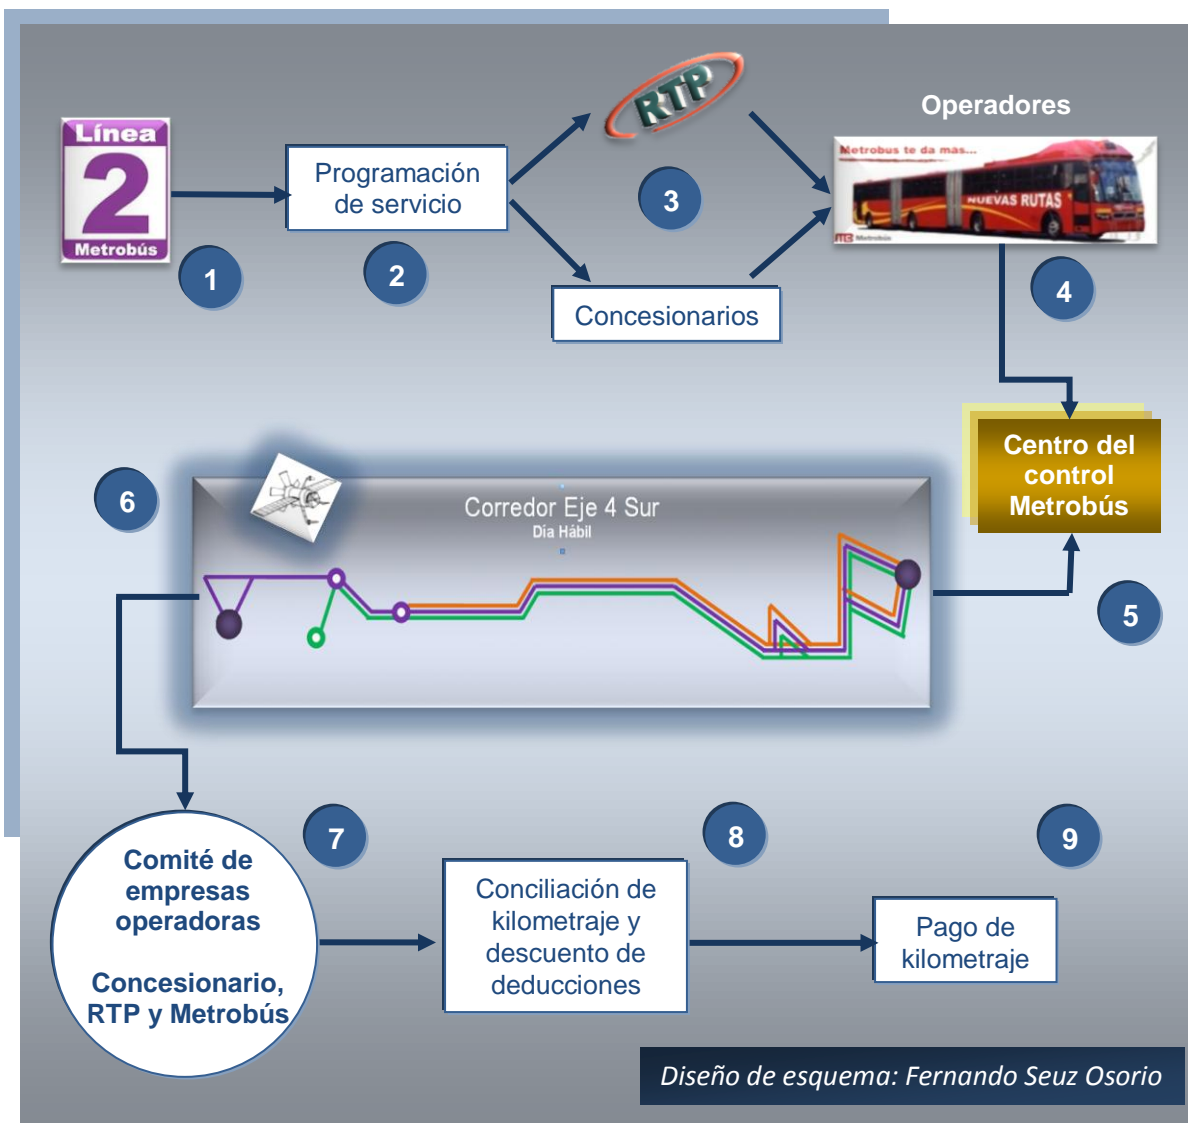 Línea
2
Metrobús
1
Programación
de servicio
2
RTP
3
Concesionarios
Operadores
Metrobus te da mas...
NUEVAS RUTAS
MB Metrobús
4
Centro del
control
Metrobús
5
6
Corredor Eje 4 Sur
Día Hábil
Comité de
empresas
operadoras
Concesionario,
RTP y Metrobús
7
Conciliación de
kilometraje y
descuento de
deducciones
8
Pago de
kilometraje
9
Diseño de esquema: Fernando Seuz Osorio